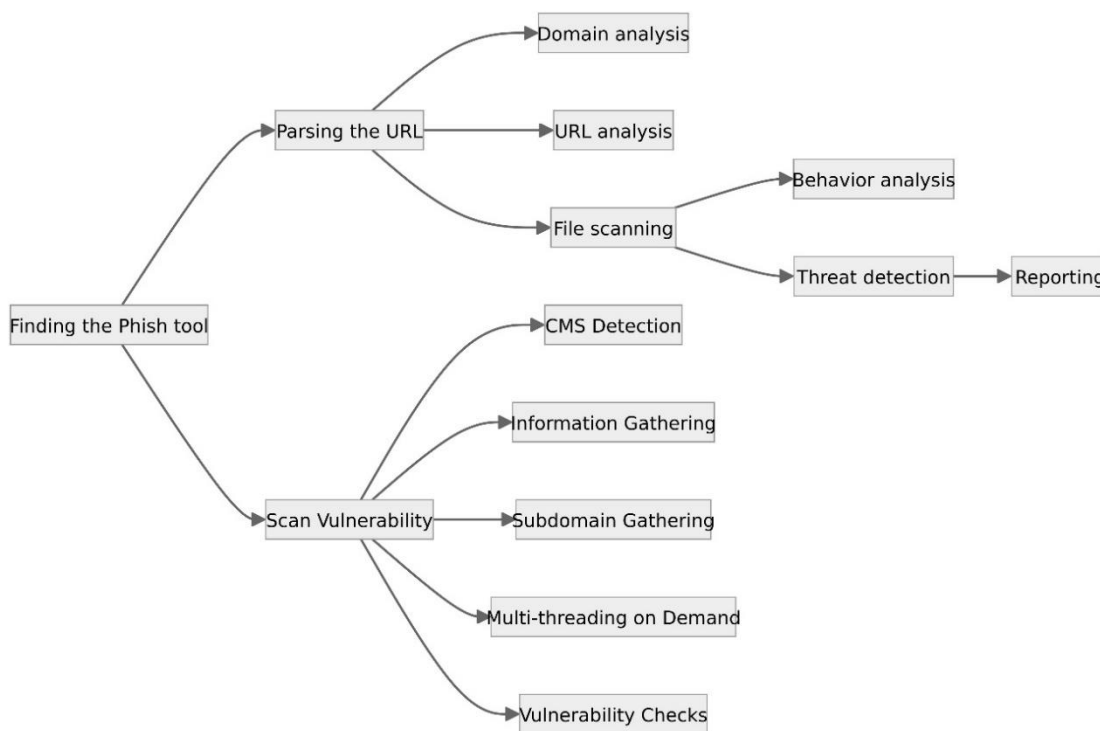 Domain analysis
Parsing the URL
URL analysis
Behavior analysis
File scanning
Threat detection
Reporting
Finding the Phish tool
CMS Detection
Information Gathering
Scan Vulnerability
Subdomain Gathering
Multi-threading on Demand
Vulnerability Checks